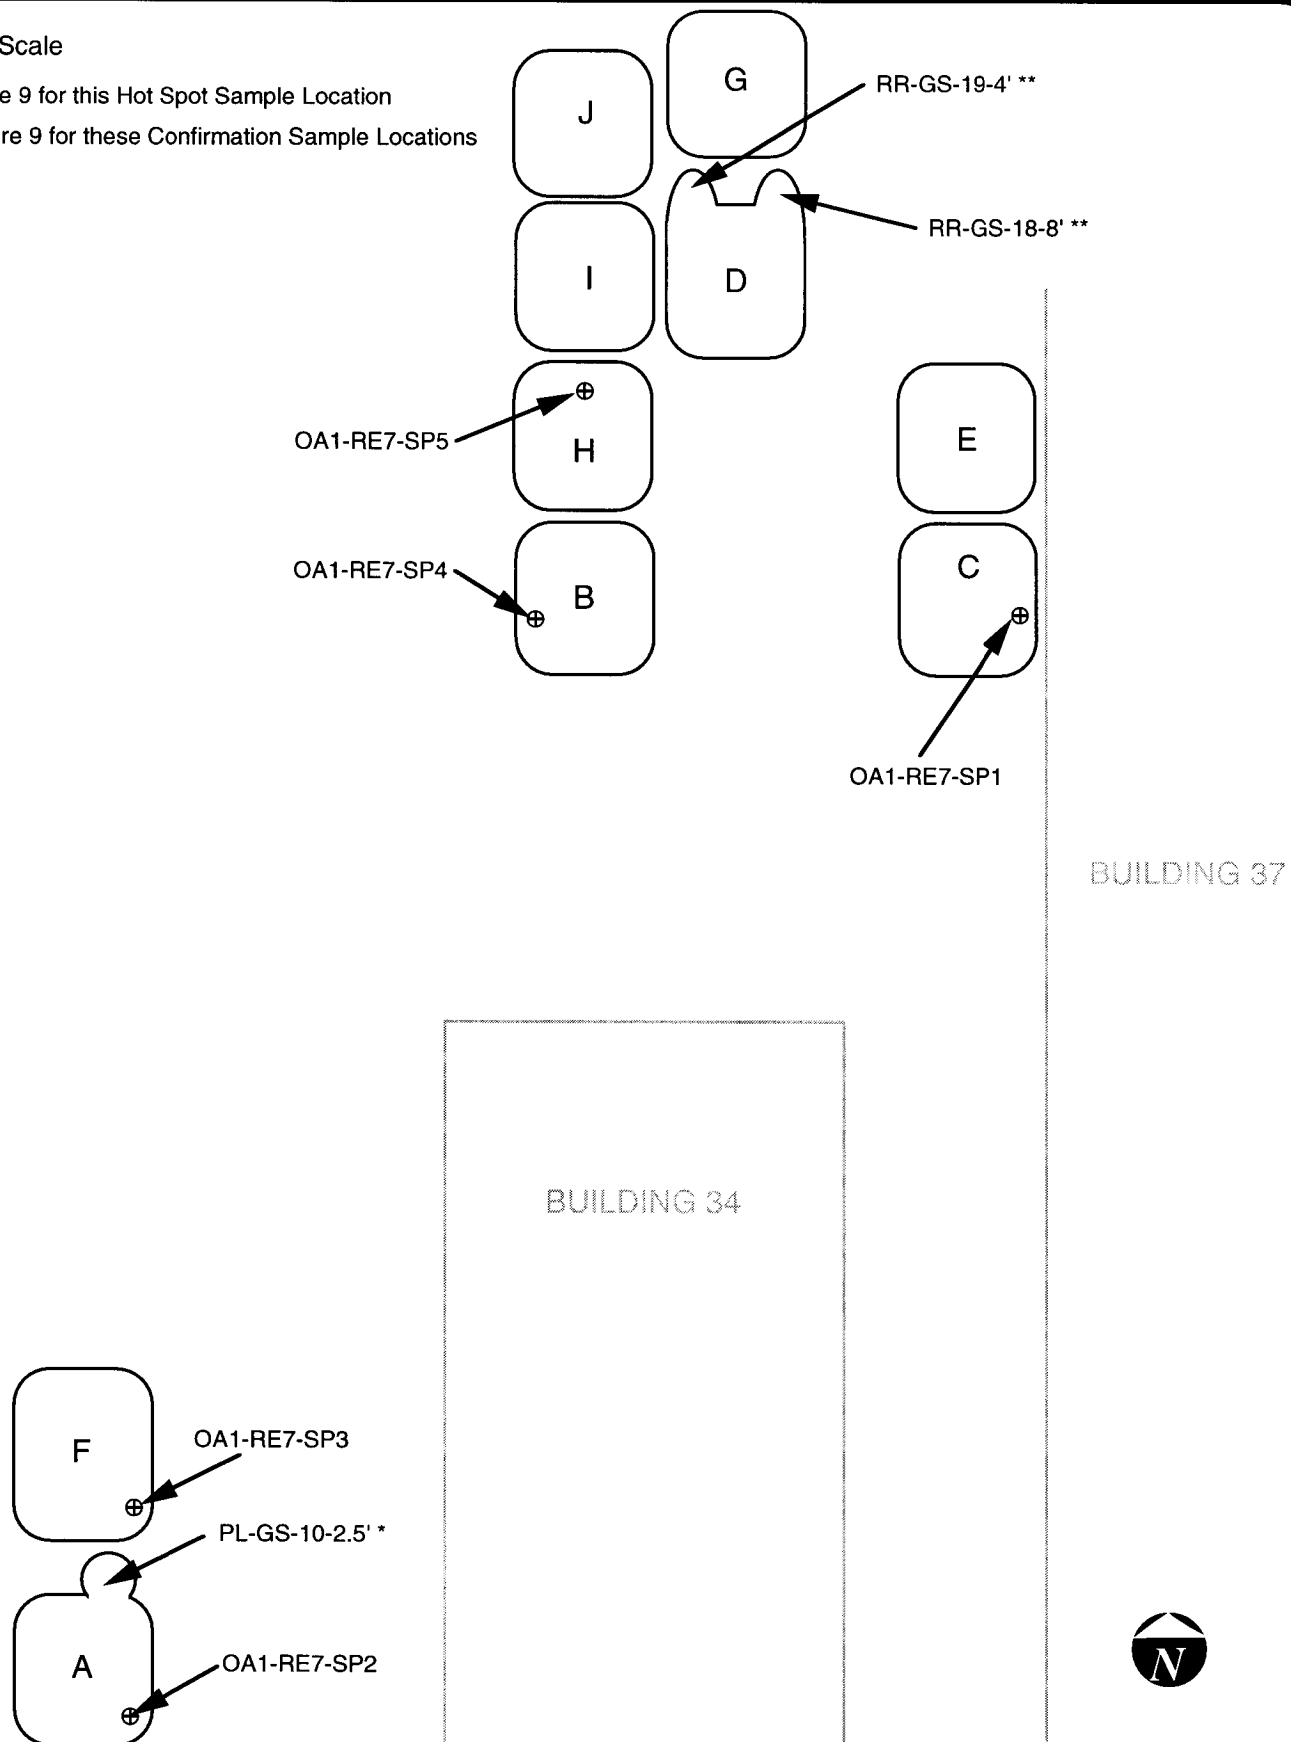 Scale
e 9 for this Hot Spot Sample Location
re 9 for these Confirmation Sample Locations
G
J
RR-GS-19-4' **
RR-GS-18-8' **
I
D
E
OA1-RE7-SP5
H
C
OA1-RE7-SP4
B
OA1-RE7-SP1
BUILDING 37
BUILDING 34
F
OA1-RE7-SP3
PL-GS-10-2.5' *
A
OA1-RE7-SP2
N